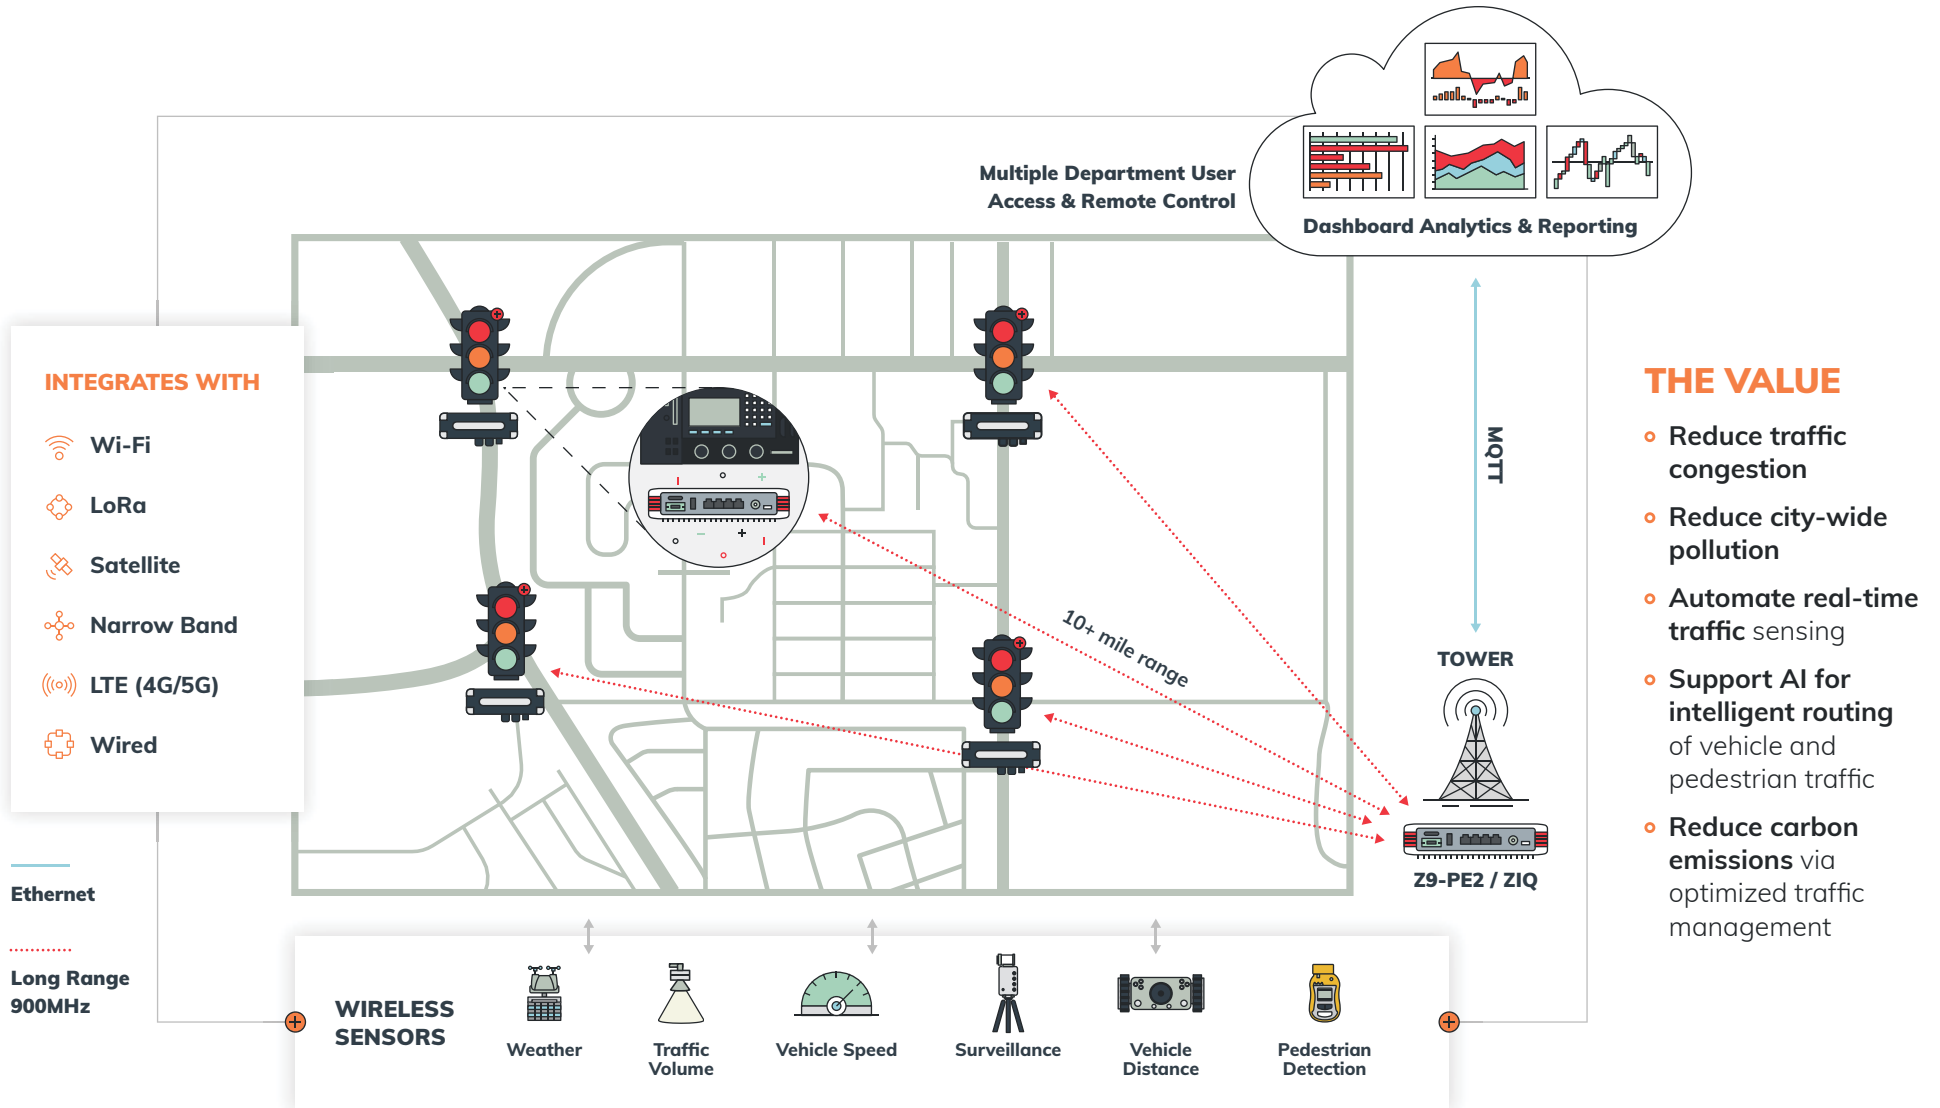 Multiple Department User
Access & Remote Control
Dashboard Analytics & Reporting
INTEGRATES WITH
Wi-Fi
LoRa
Satellite
Narrow Band
LTE (4G/5G)
Wired
Ethernet
Long Range
900MHz
10+ mile range
MQTT
TOWER
Z9-PE2 / ZIQ
THE VALUE
Reduce traffic
congestion
Reduce city-wide
pollution
Automate real-time
traffic sensing
Support AI for
intelligent routing
of vehicle and
pedestrian traffic
Reduce carbon
emissions via
optimized traffic
management
WIRELESS
SENSORS
Weather
Traffic
Volume
Vehicle Speed
Surveillance
Vehicle
Distance
Pedestrian
Detection